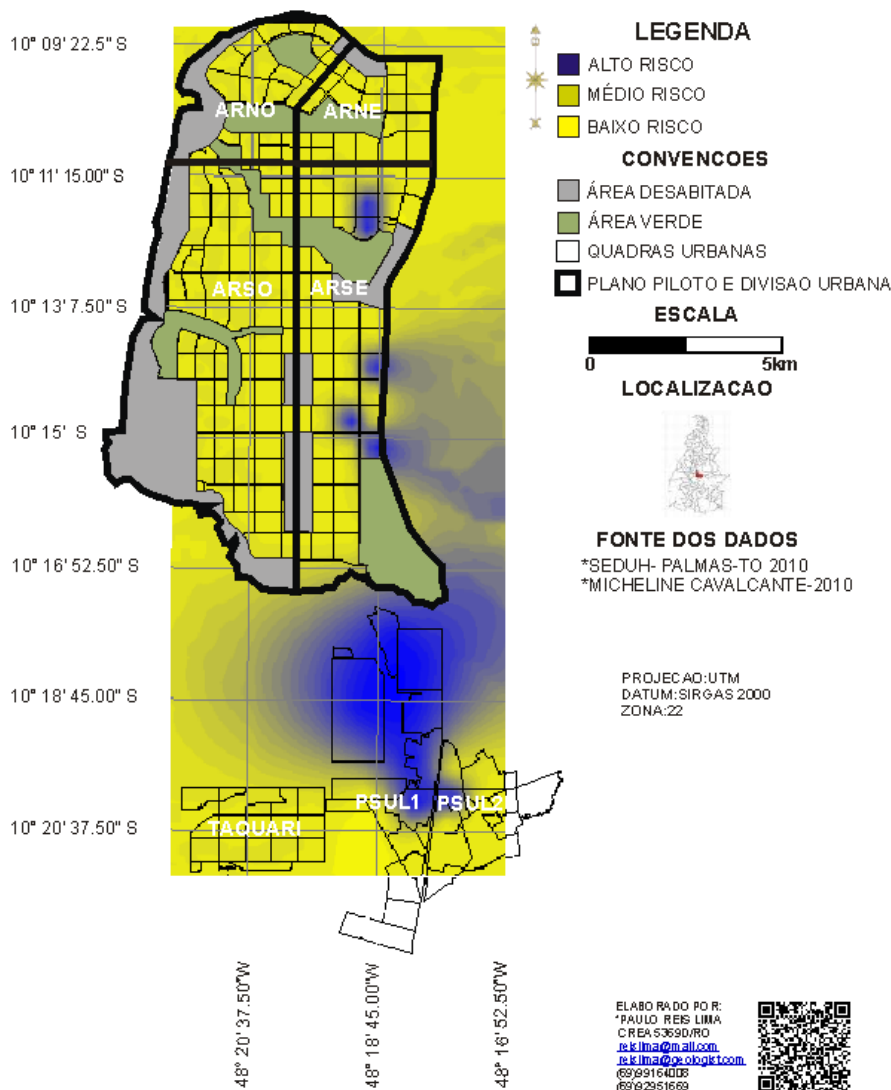 LEGENDA
ALTO RISCO
MÉDIO RISCO
BAIXO RISCO
CONVENCOES
ÁREA DESABITADA
ÁREA VERDE
QUADRAS URBANAS
PLANO PILOTO E DIVISAO URBANA
ESCALA
0 5km
LOCALIZACAO
FONTE DOS DADOS
*SEDUH- PALMAS-TO 2010
*MICHELINE CAVALCANTE-2010
PROJECAO:UTM
DATUM:SIRGAS 2000
ZONA:22
10° 09' 22.5" S
10° 11' 15.00" S
10° 13' 7.50" S
10° 15' S
10° 16' 52.50" S
10° 18' 45.00" S
10° 20' 37.50" S
ARNO
ARNE
ARSO
ARSE
PSUL1
PSUL2
TAQUARI
48° 20' 37.50"W
48° 18' 45.00"W
48° 16' 52.50"W
ELABORADO POR:
*PAULO REIS LIMA
CREA5369D/RO
reislima@mail.com
reislima@geologist.com
(69)99164008
(69)92951669